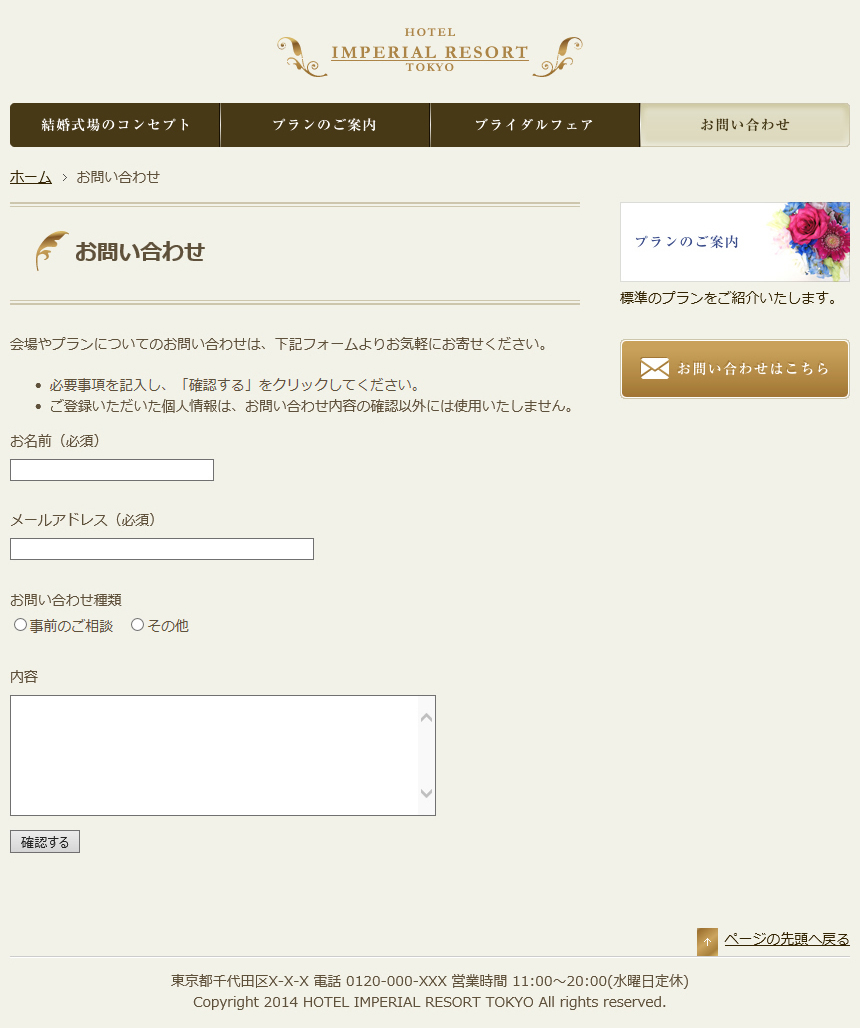 HOTEL
IMPERIAL RESORT
TOKYO
結婚式場のコンセプト
プランのご案内
ブライダルフェア
お問い合わせ
ホーム > お問い合わせ
お問い合わせ
プランのご案内
標準のプランをご紹介いたします。
お問い合わせはこちら
会場やプランについてのお問い合わせは、下記フォームよりお気軽にお寄せください。
• 必要事項を記入し、「確認する」をクリックしてください。
• ご登録いただいた個人情報は、お問い合わせ内容の確認以外には使用いたしません。
お名前（必須）
メールアドレス（必須）
お問い合わせ種類
事前のご相談 その他
内容
確認する
ページの先頭へ戻る
東京都千代田区X-X-X 電話 0120-000-XXX 営業時間 11:00～20:00(水曜日定休)
Copyright 2014 HOTEL IMPERIAL RESORT TOKYO All rights reserved.